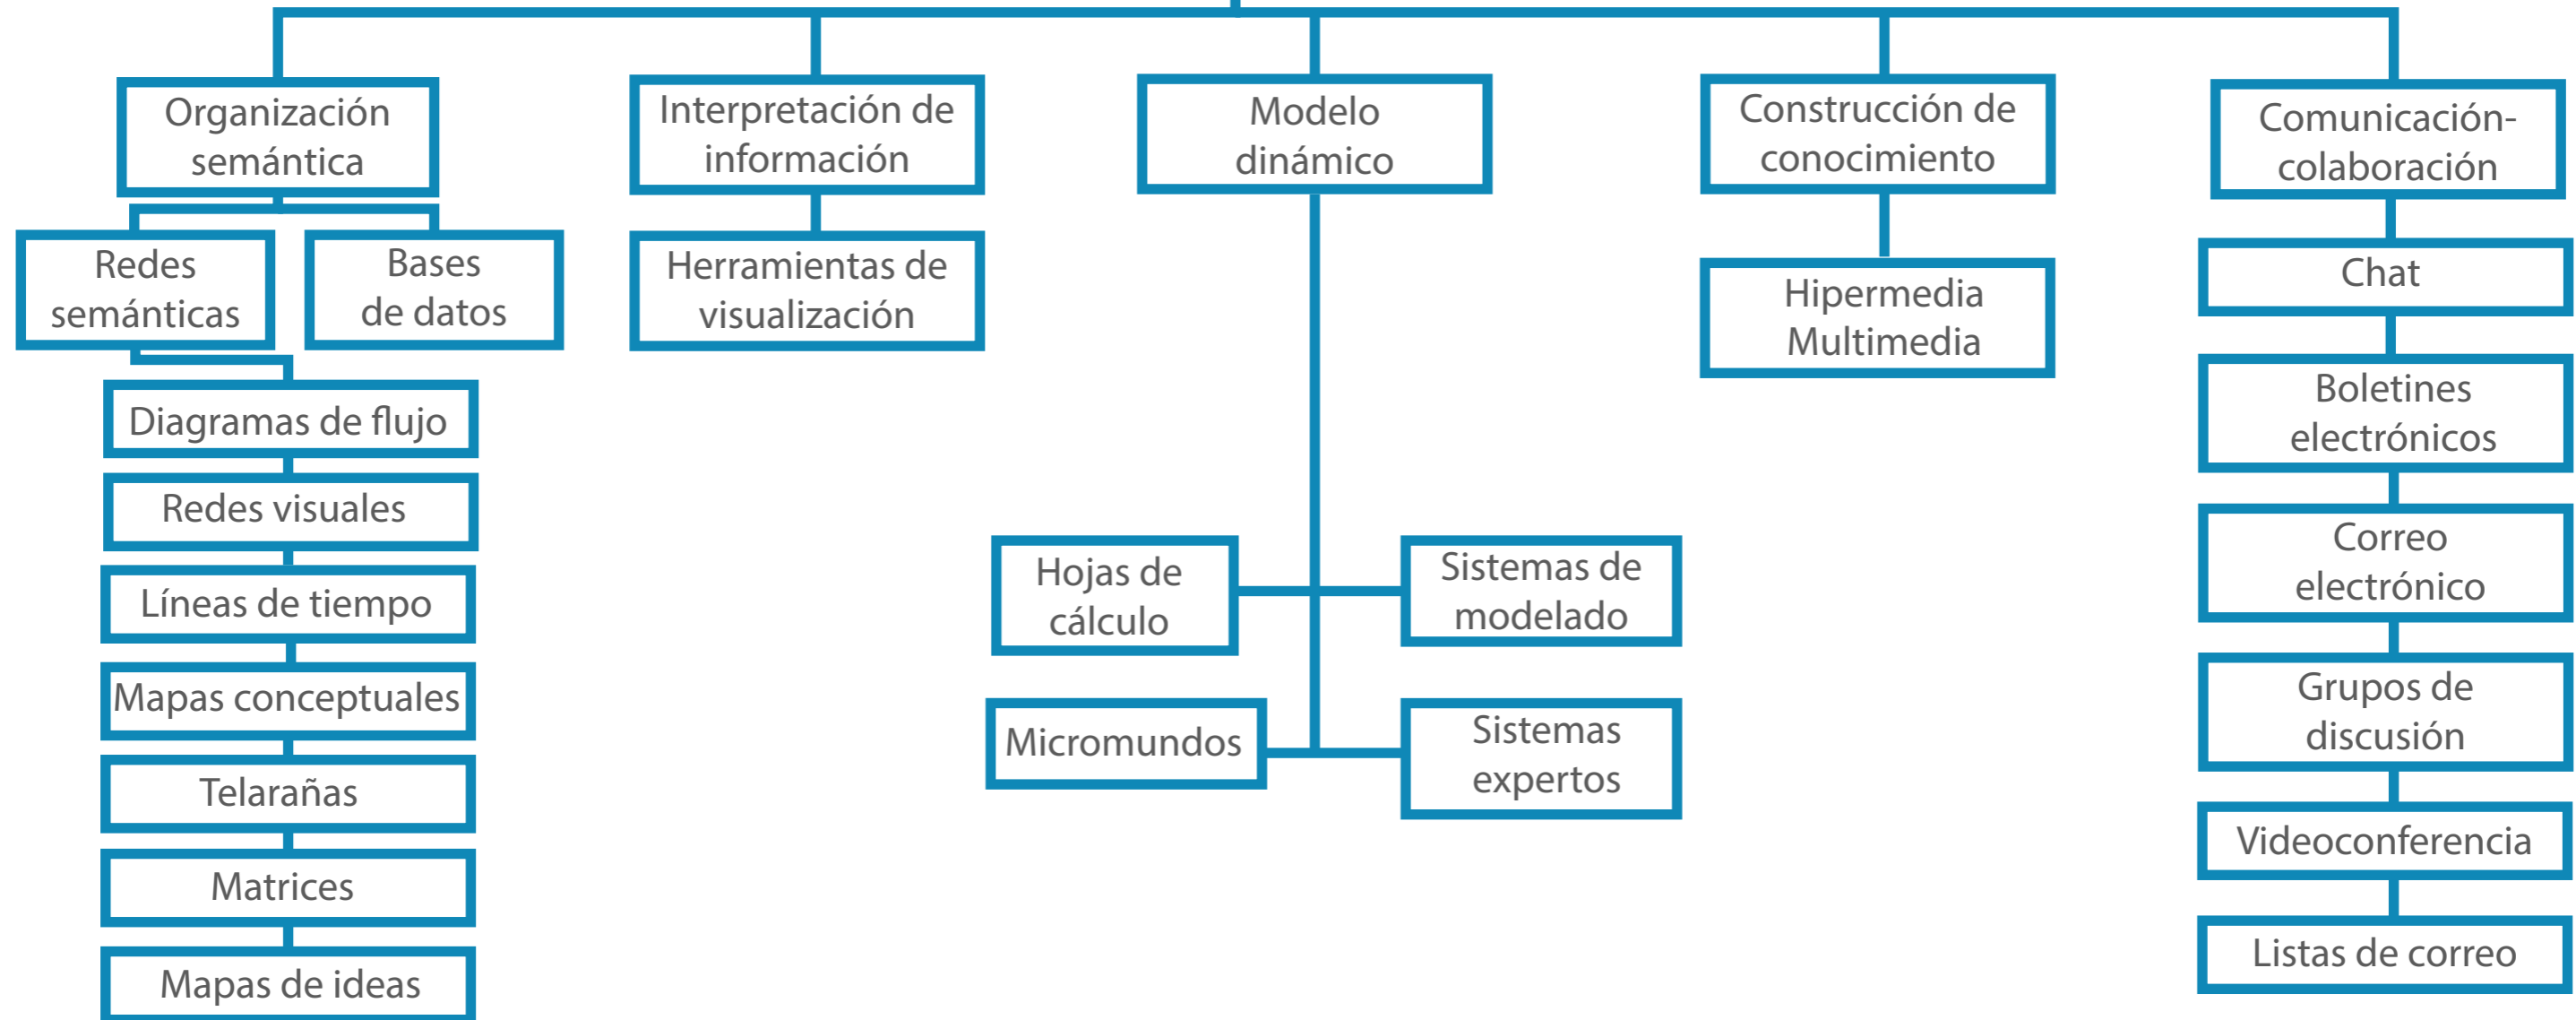 Organización
semántica
Interpretación de
información
Modelo
dinámico
Construcción de
conocimiento
Comunicación-
colaboración
Redes
semánticas
Bases
de datos
Herramientas de
visualización
Hipermedia
Multimedia
Chat
Diagramas de flujo
Redes visuales
Líneas de tiempo
Mapas conceptuales
Telarañas
Matrices
Mapas de ideas
Hojas de
cálculo
Sistemas de
modelado
Micromundos
Sistemas
expertos
Boletines
electrónicos
Correo
electrónico
Grupos de
discusión
Videoconferencia
Listas de correo